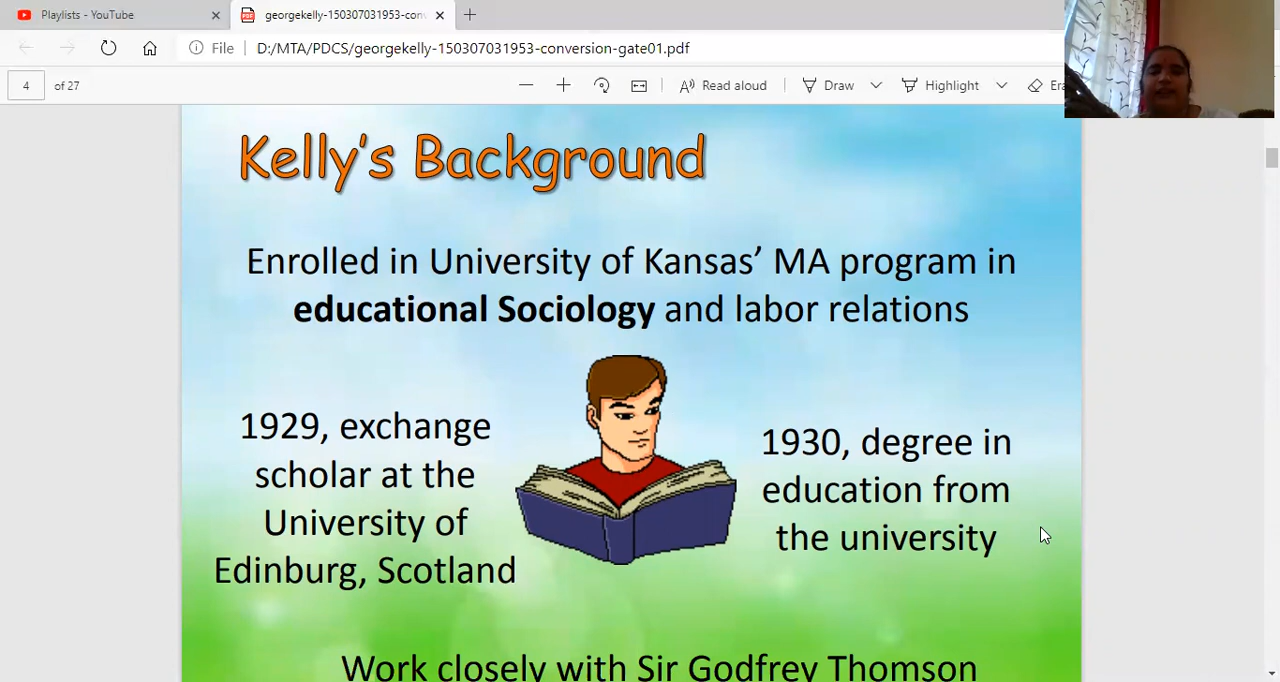 Playlists - YouTube
georgekelly-150307031953-con
File
D:/MTA/PDCS/georgekelly-150307031953-conversion-gate01.pdf
4 of 27
Read aloud
Draw
Highlight
Era
Kelly's Background
Enrolled in University of Kansas’ MA program in
educational Sociology and labor relations
1929, exchange
scholar at the
University of
Edinburg, Scotland
1930, degree in
education from
the university
Work closely with Sir Godfrey Thomson